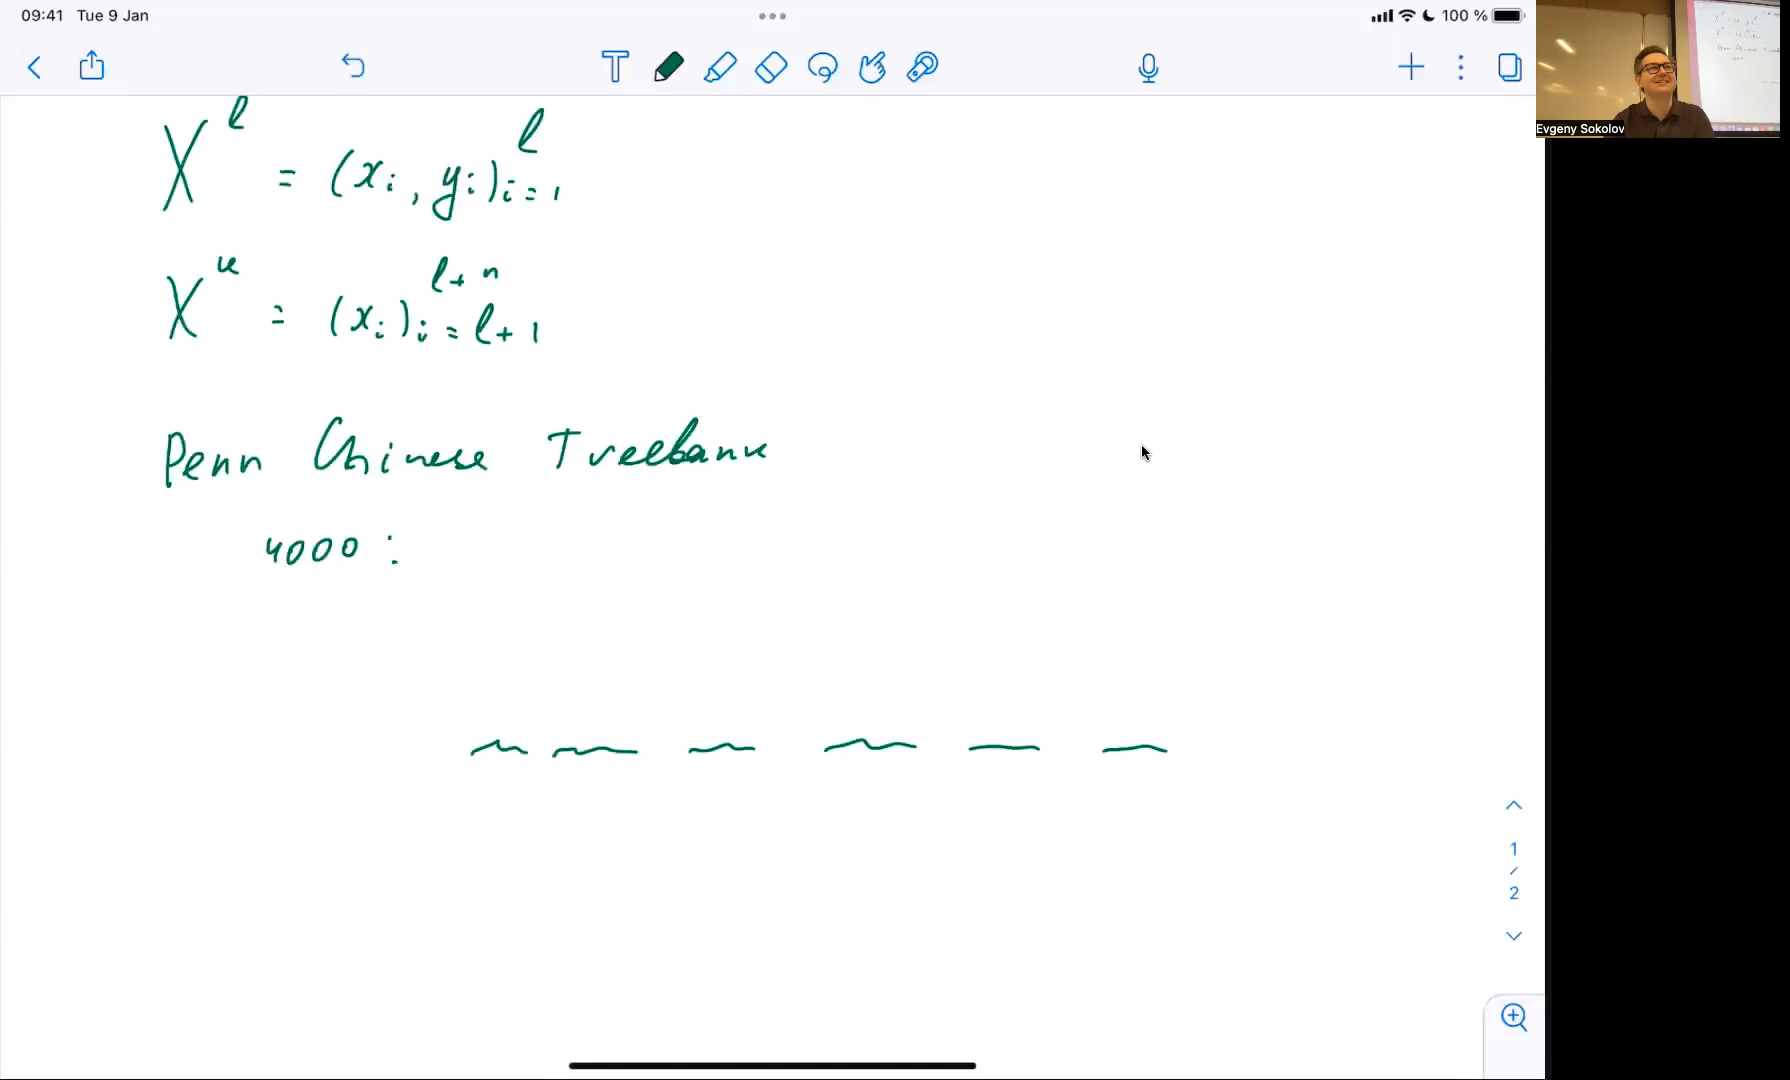 09:41 Tue 9 Jan
100 %
T
Evgeny Sokolov
X^l = (x_i, y_i)_{i=1}^l
X^u = (x_i)_{i=l+1}^{l+n}
Penn Chinese Treebank
4000 :
1
/
2